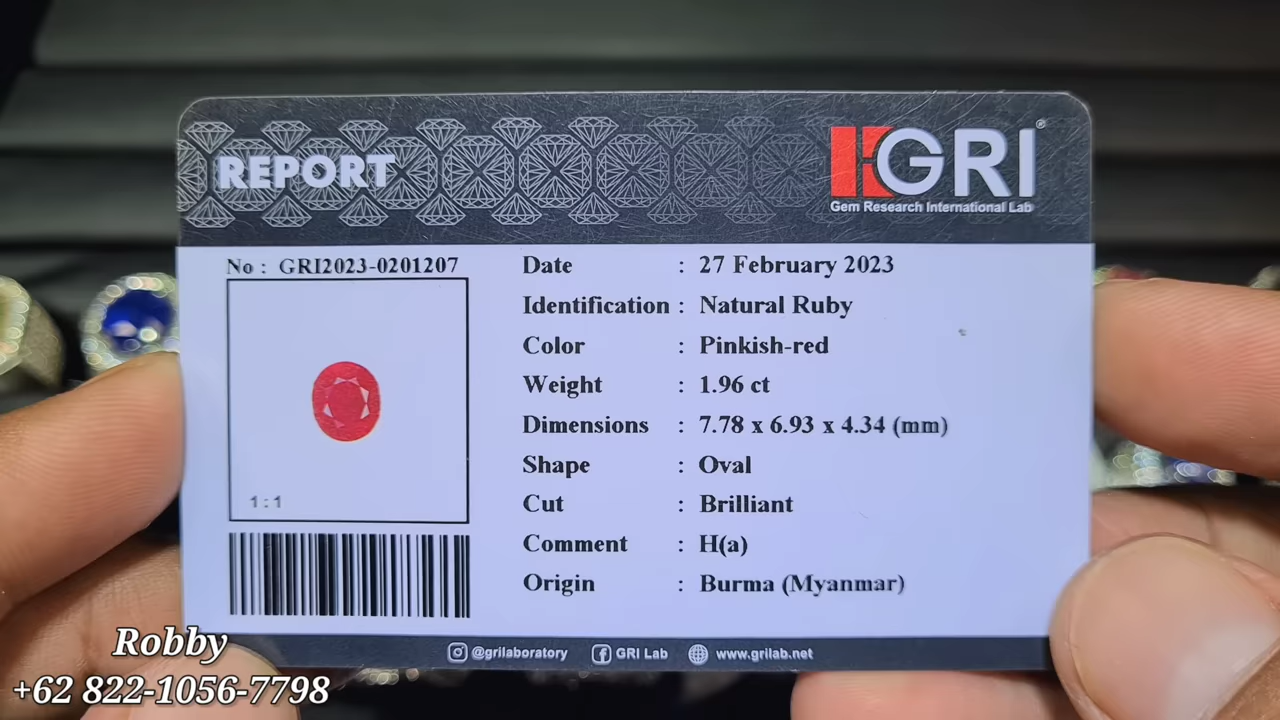 REPORT
GRI®
Gem Research International Lab
No : GRI2023-0201207
1 : 1
Date : 27 February 2023
Identification : Natural Ruby
Color : Pinkish-red
Weight : 1.96 ct
Dimensions : 7.78 x 6.93 x 4.34 (mm)
Shape : Oval
Cut : Brilliant
Comment : H(a)
Origin : Burma (Myanmar)
@grilaboratory GRI Lab www.grilab.net
Robby
+62 822-1056-7798